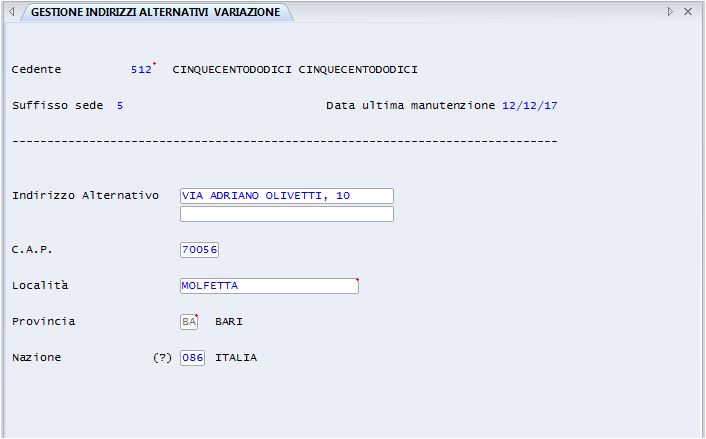 GESTIONE INDIRIZZI ALTERNATIVI VARIAZIONE
Cedente 512* CINQUECENTODODICI CINQUECENTODODICI
Suffisso sede 5 Data ultima manutenzione 12/12/17
------------------------------------------------------------------------------
Indirizzo Alternativo VIA ADRIANO OLIVETTI, 10
C.A.P. 70056
Località MOLFETTA*
Provincia BA* BARI
Nazione (?) 086 ITALIA